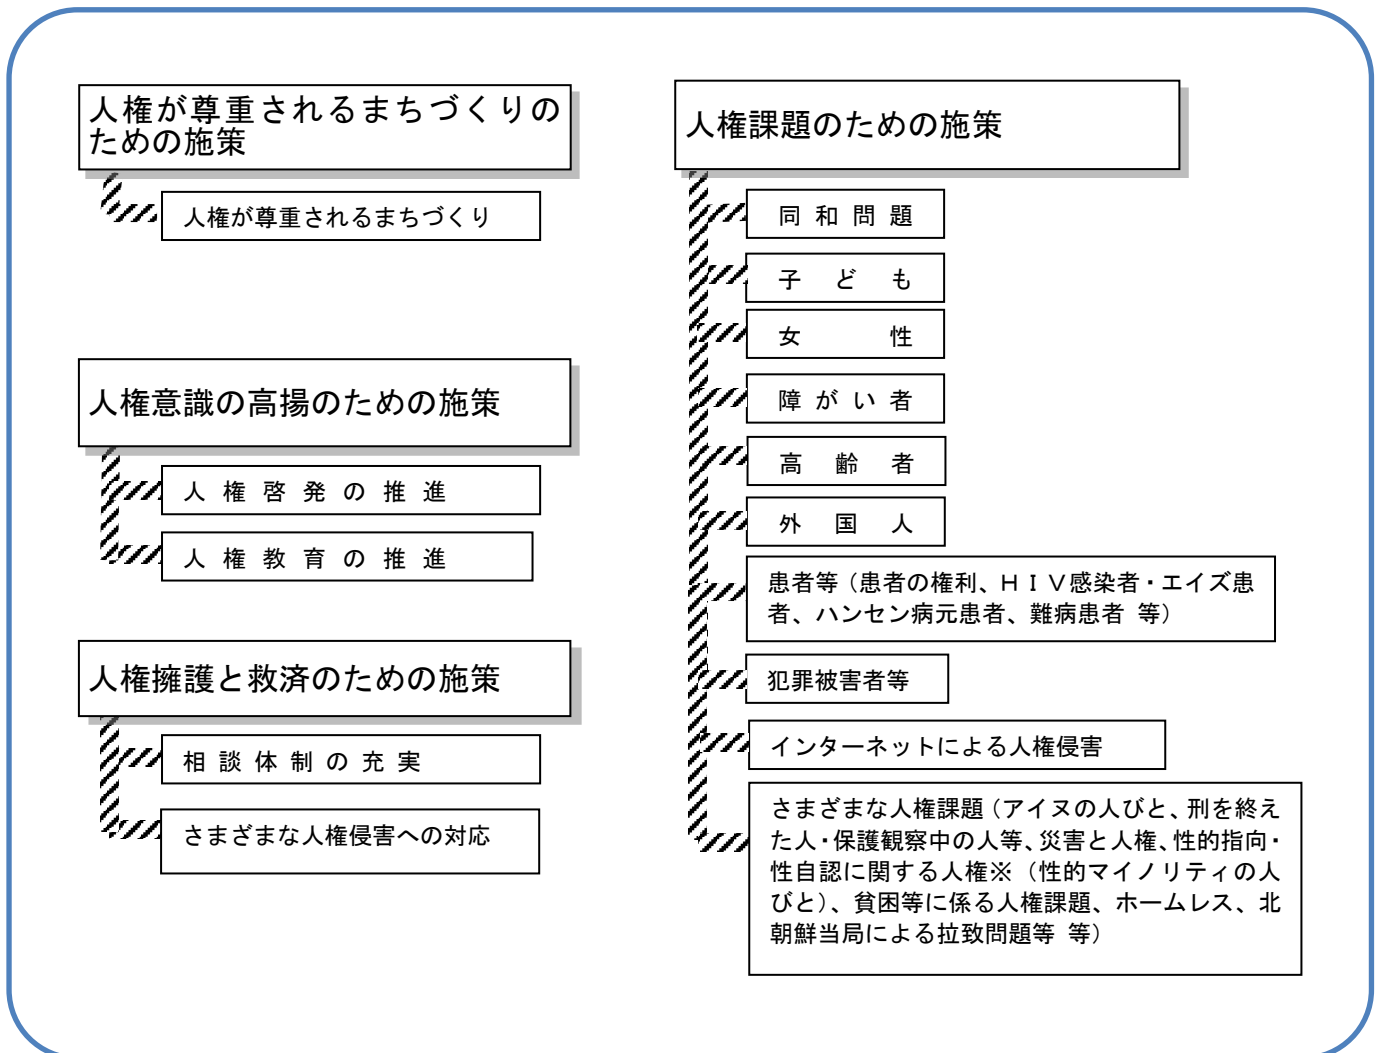 人権が尊重されるまちづくりの
ための施策
人権が尊重されるまちづくり
人権意識の高揚のための施策
人権啓発の推進
人権教育の推進
人権擁護と救済のための施策
相談体制の充実
さまざまな人権侵害への対応
人権課題のための施策
同和問題
子ども
女性
障がい者
高齢者
外国人
患者等（患者の権利、ＨＩＶ感染者・エイズ患
者、ハンセン病元患者、難病患者 等）
犯罪被害者等
インターネットによる人権侵害
さまざまな人権課題（アイヌの人びと、刑を終え
た人・保護観察中の人等、災害と人権、性的指向・
性自認に関する人権※（性的マイノリティの人
びと）、貧困等に係る人権課題、ホームレス、北
朝鮮当局による拉致問題等 等）